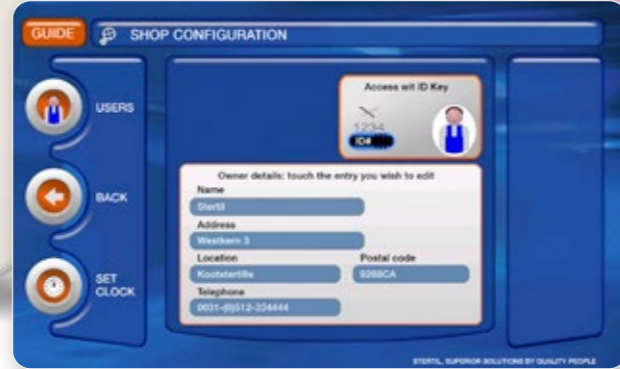 GUIDE
SHOP CONFIGURATION
Access wit ID Key
1234
ID#
USERS
BACK
SET
CLOCK
Owner details: touch the entry you wish to edit
Name
Stertil
Address
Westkern 3
Location
Postal code
Kootstertille
9288CA
Telephone
0031-(0)512-334444
STERTIL, SUPERIOR SOLUTIONS BY QUALITY PEOPLE